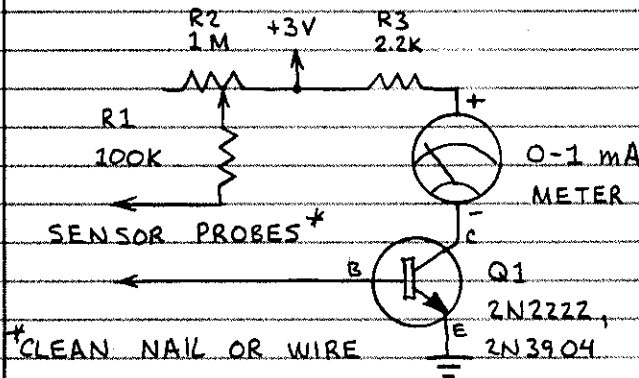 R2
1M
+3V
R3
2.2K
+
R1
100K
0-1 mA
METER
SENSOR PROBES*
-
C
B
Q1
2N2222,
2N3904
E
*CLEAN NAIL OR WIRE